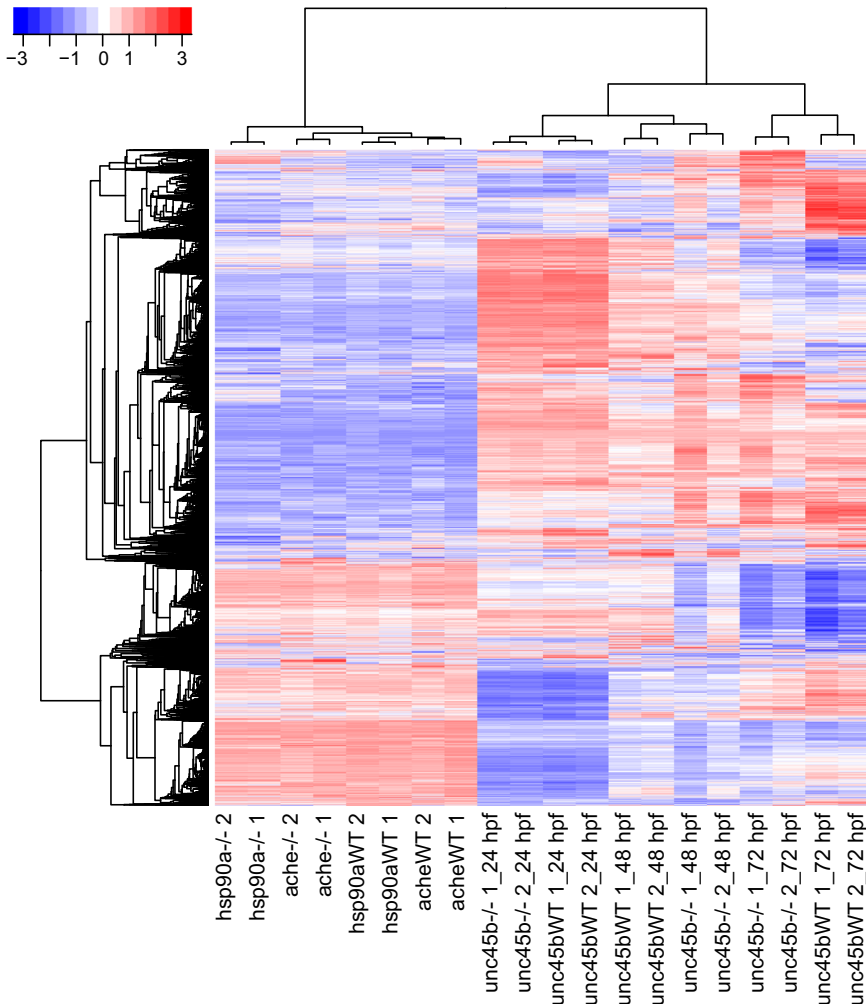 −3 −1 0 1 3
hsp90a-/- 2
hsp90a-/- 1
ache-/- 2
ache-/- 1
hsp90aWT 2
hsp90aWT 1
acheWT 2
acheWT 1
unc45b-/- 1_24 hpf
unc45b-/- 2_24 hpf
unc45bWT 1_24 hpf
unc45bWT 2_24 hpf
unc45bWT 1_48 hpf
unc45bWT 2_48 hpf
unc45b-/- 1_48 hpf
unc45b-/- 2_48 hpf
unc45b-/- 1_72 hpf
unc45b-/- 2_72 hpf
unc45bWT 1_72 hpf
unc45bWT 2_72 hpf